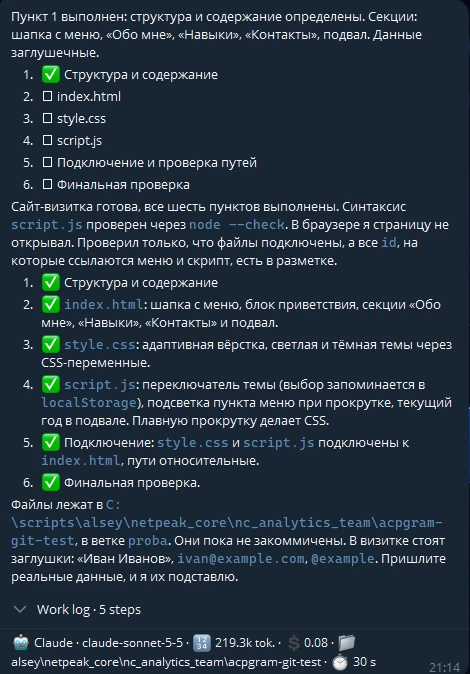 Пункт 1 выполнен: структура и содержание определены. Секции:
шапка с меню, «Обо мне», «Навыки», «Контакты», подвал. Данные
заглушечные.
1. ✅ Структура и содержание
2. ☐ index.html
3. ☐ style.css
4. ☐ script.js
5. ☐ Подключение и проверка путей
6. ☐ Финальная проверка
Сайт-визитка готова, все шесть пунктов выполнены. Синтаксис
script.js проверен через node --check. В браузере я страницу не
открывал. Проверил только, что файлы подключены, а все id, на
которые ссылаются меню и скрипт, есть в разметке.
1. ✅ Структура и содержание
2. ✅ index.html: шапка с меню, блок приветствия, секции «Обо
мне», «Навыки», «Контакты» и подвал.
3. ✅ style.css: адаптивная вёрстка, светлая и тёмная темы через
CSS-переменные.
4. ✅ script.js: переключатель темы (выбор запоминается в
localStorage), подсветка пункта меню при прокрутке, текущий
год в подвале. Плавную прокрутку делает CSS.
5. ✅ Подключение: style.css и script.js подключены к
index.html, пути относительные.
6. ✅ Финальная проверка.
Файлы лежат в C:
\scripts\alsey\netpeak_core\nc_analytics_team\acpgram-
git-test, в ветке proba. Они пока не закоммичены. В визитке стоят
заглушки: «Иван Иванов», ivan@example.com, @example. Пришлите
реальные данные, и я их подставлю.
Work log · 5 steps
🤖 Claude · claude-sonnet-5-5 · 🔢 219.3k tok. · 💲 0.08 · 📁
alsey\netpeak_core\nc_analytics_team\acpgram-git-test · ⏱️ 30 s
21:14